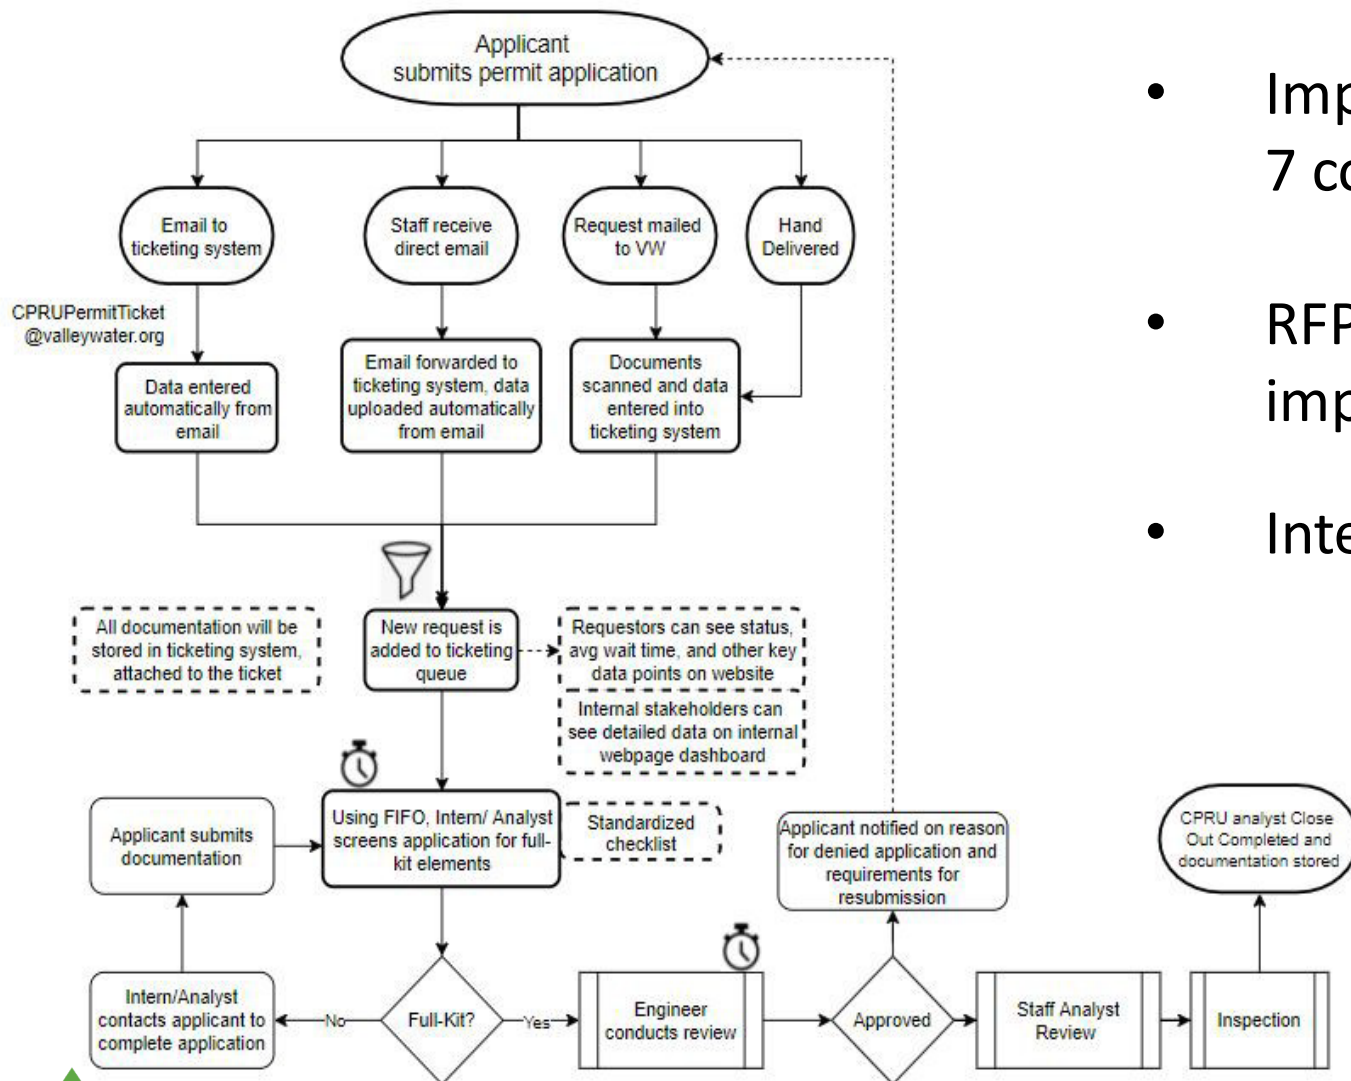 Applicant
submits permit application
Email to
ticketing system
Staff receive
direct email
Request mailed
to VW
Hand
Delivered
CPRUPermitTicket
@valleywater.org
Data entered
automatically from
email
Email forwarded to
ticketing system, data
uploaded automatically
from email
Documents
scanned and data
entered into
ticketing system
All documentation will be
stored in ticketing system,
attached to the ticket
New request is
added to ticketing
queue
Requestors can see status,
avg wait time, and other key
data points on website
Internal stakeholders can
see detailed data on internal
webpage dashboard
Applicant submits
documentation
Using FIFO, Intern/ Analyst
screens application for full-
kit elements
Standardized
checklist
Applicant notified on reason
for denied application and
requirements for
resubmission
CPRU analyst Close
Out Completed and
documentation stored
Intern/Analyst
contacts applicant to
complete application
No
Full-Kit?
Yes
Engineer
conducts review
Approved
Staff Analyst
Review
Inspection
• Imp
7 co
• RFP
imp
• Inte